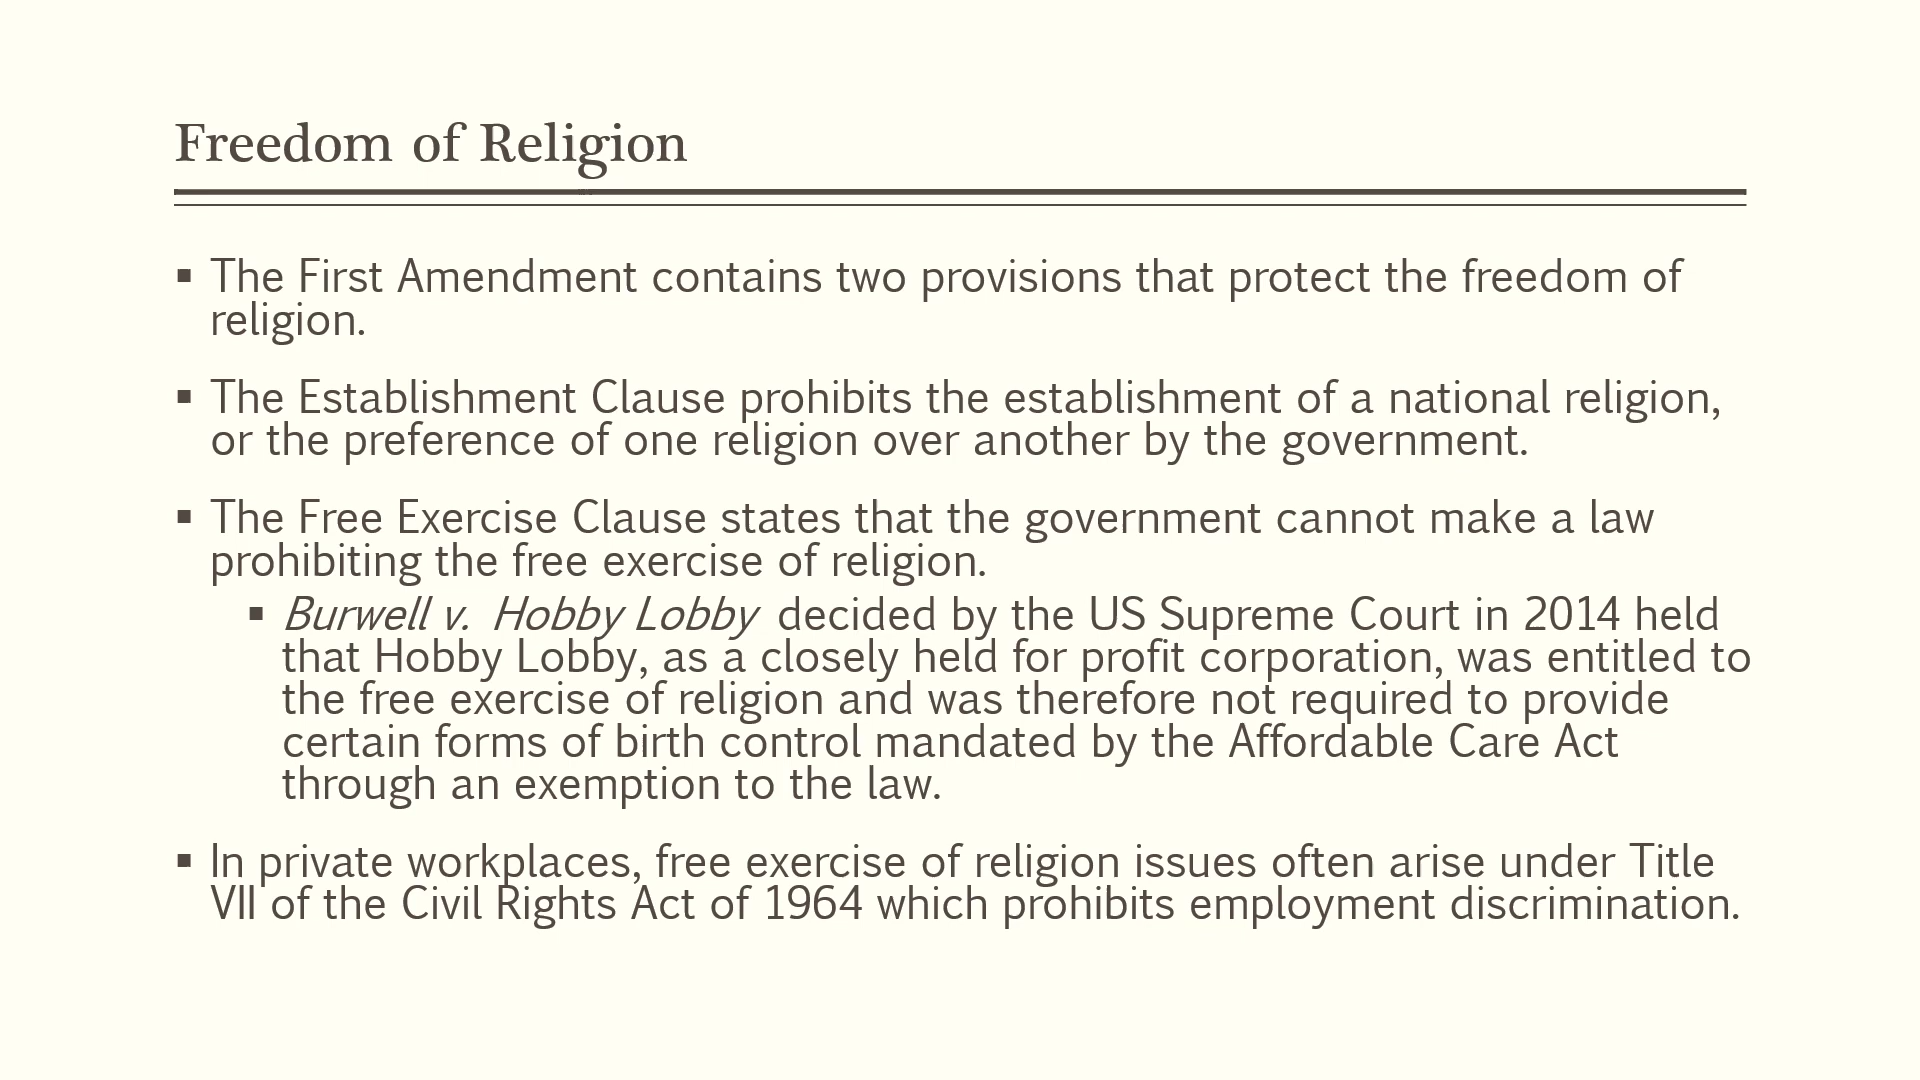 Freedom of Religion
▪ The First Amendment contains two provisions that protect the freedom of
religion.
▪ The Establishment Clause prohibits the establishment of a national religion,
or the preference of one religion over another by the government.
▪ The Free Exercise Clause states that the government cannot make a law
prohibiting the free exercise of religion.
▪ Burwell v. Hobby Lobby decided by the US Supreme Court in 2014 held
that Hobby Lobby, as a closely held for profit corporation, was entitled to
the free exercise of religion and was therefore not required to provide
certain forms of birth control mandated by the Affordable Care Act
through an exemption to the law.
▪ In private workplaces, free exercise of religion issues often arise under Title
VII of the Civil Rights Act of 1964 which prohibits employment discrimination.